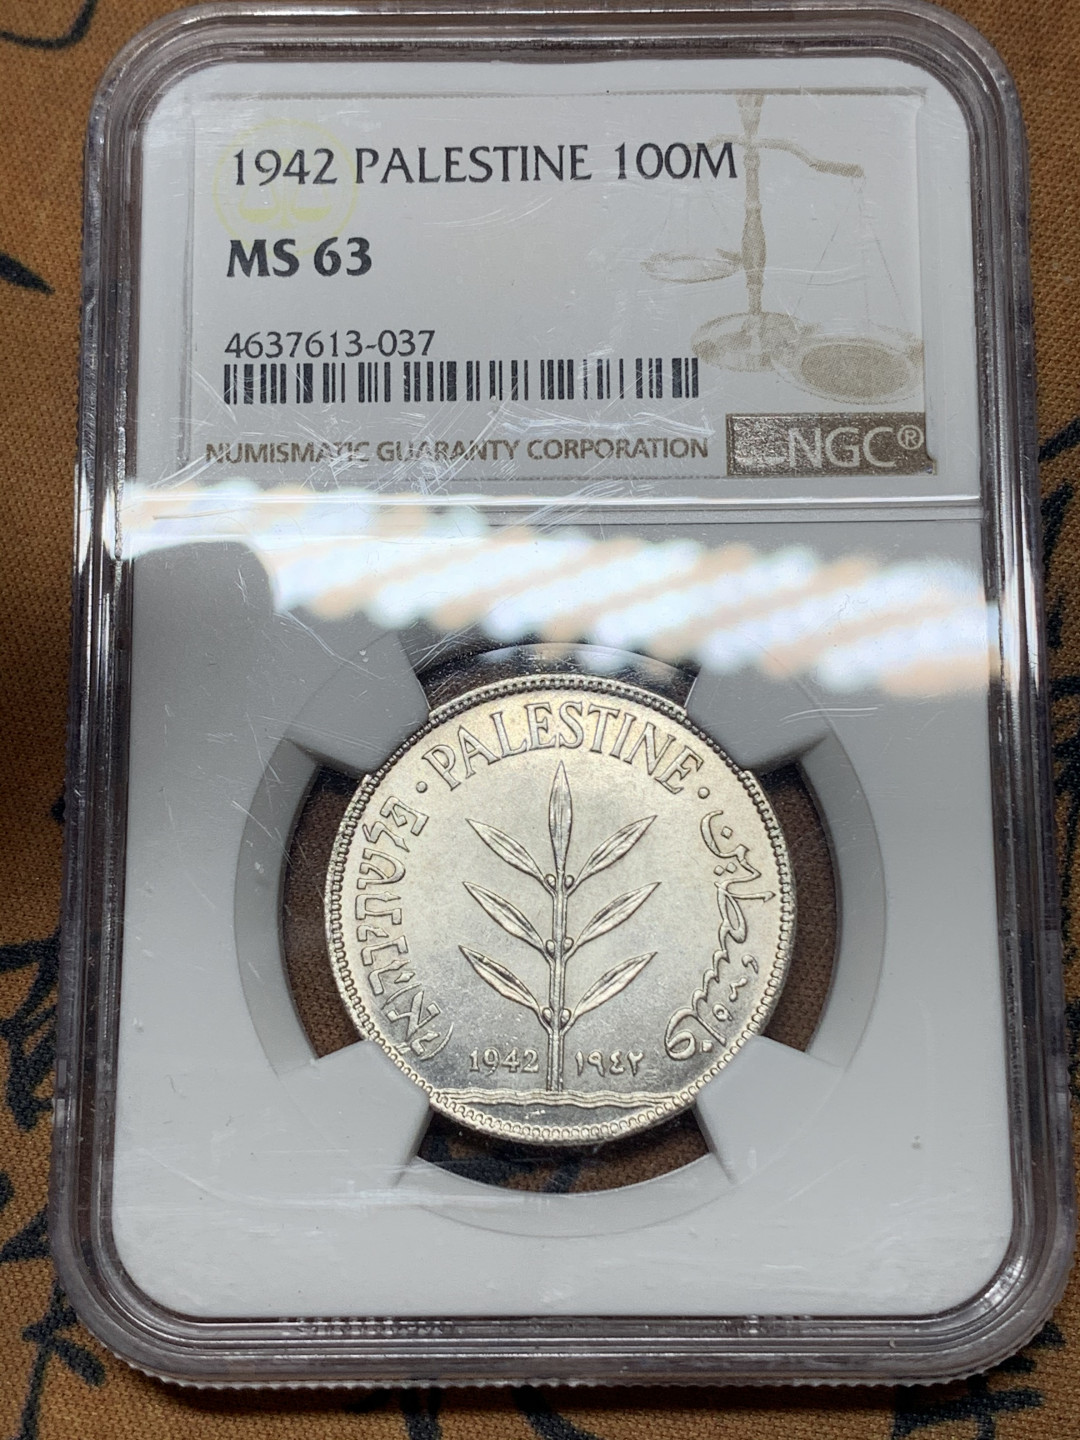 1942 PALESTINE 100M
MS 63
4637613-037
NUMISMATIC GUARANTY CORPORATION
NGC®
· PALESTINE ·
פלשתינה (א״י)
فلسطين
1942 ١٩٤٢